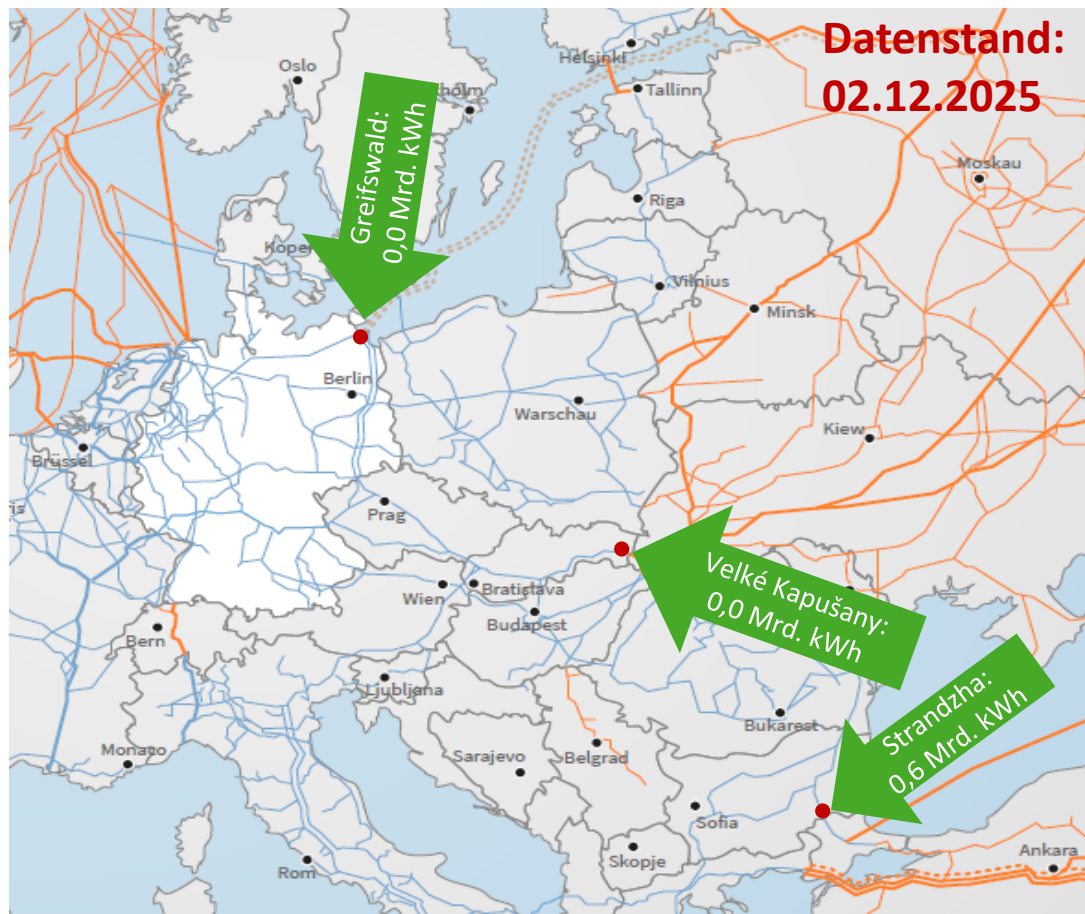 Datenstand:
02.12.2025
Helsinki
Oslo
holm
Tallinn
Greifswald:
0,0 Mrd. kWh
Moskau
Riga
Kopen
Vilnius
Minsk
Berlin
Warschau
Kiew
Brüssel
ris
Prag
Velké Kapušany:
0,0 Mrd. kWh
Wien
Bratislava
Budapest
Bern
Strandzha:
0,6 Mrd. kWh
Ljubljana
Bukarest
Monaco
Sarajevo
Belgrad
Sofia
Skopje
Ankara
Rom